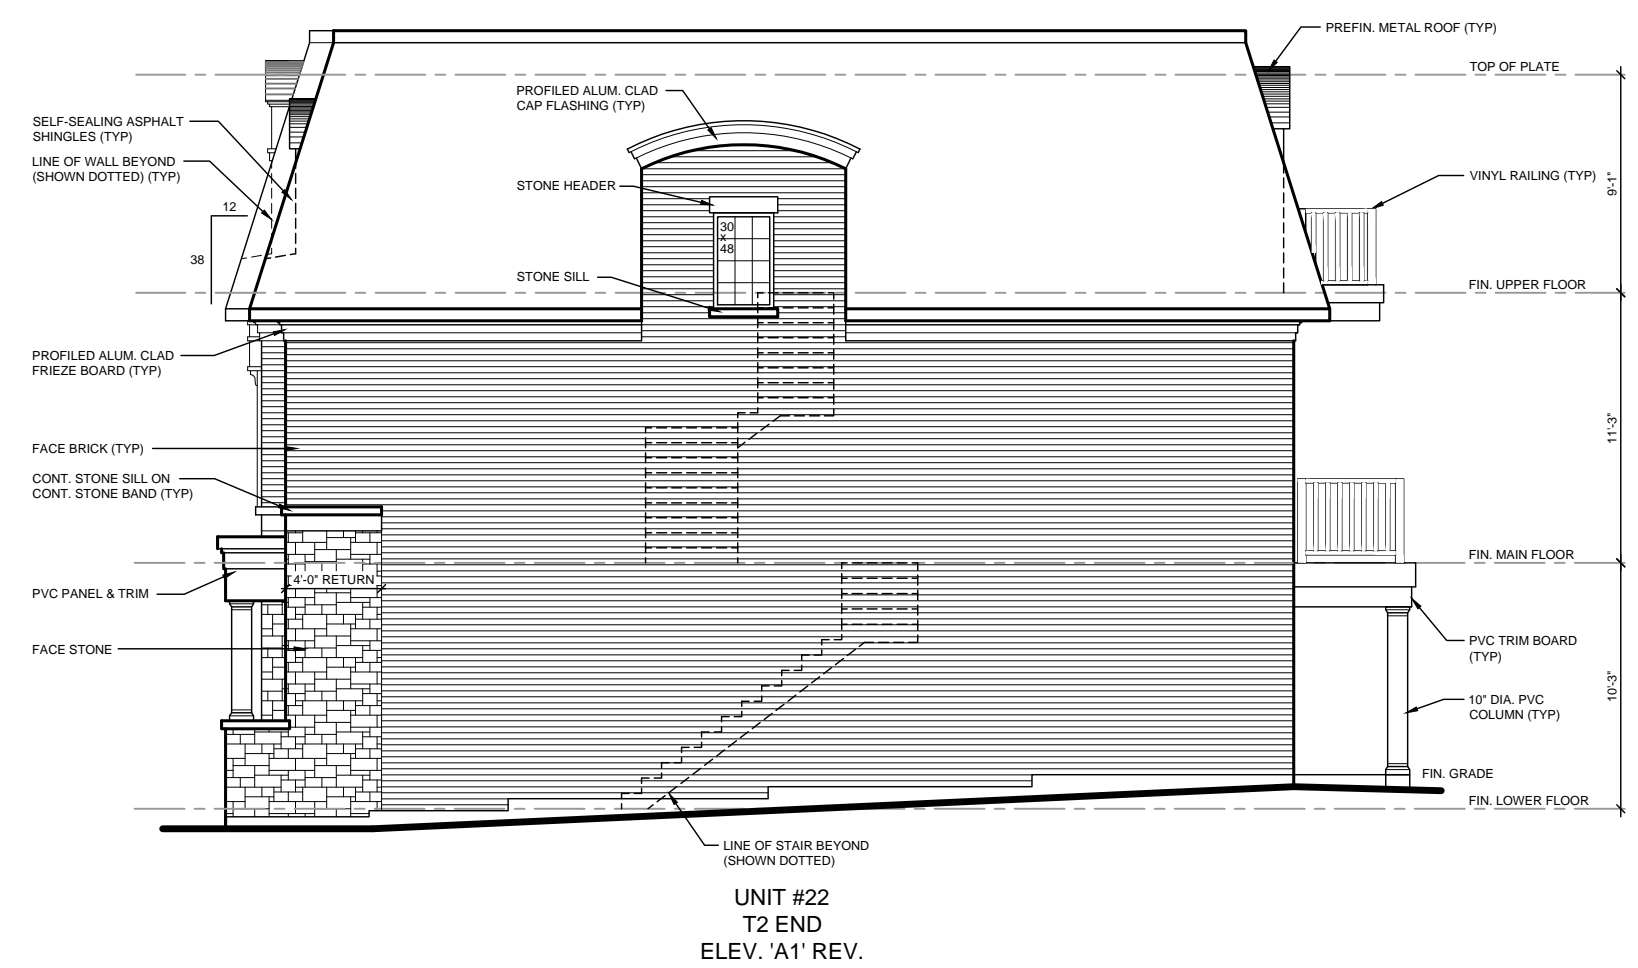 PREFIN. METAL ROOF (TYP)
TOP OF PLATE
PROFILED ALUM. CLAD
CAP FLASHING (TYP)
SELF-SEALING ASPHALT
SHINGLES (TYP)
LINE OF WALL BEYOND
(SHOWN DOTTED) (TYP)
STONE HEADER
VINYL RAILING (TYP)
9'-1"
12
38
30
x
48
STONE SILL
FIN. UPPER FLOOR
PROFILED ALUM. CLAD
FRIEZE BOARD (TYP)
11'-3"
FACE BRICK (TYP)
CONT. STONE SILL ON
CONT. STONE BAND (TYP)
FIN. MAIN FLOOR
4'-0" RETURN
PVC PANEL & TRIM
FACE STONE
PVC TRIM BOARD
(TYP)
10'-3"
10" DIA. PVC
COLUMN (TYP)
FIN. GRADE
FIN. LOWER FLOOR
LINE OF STAIR BEYOND
(SHOWN DOTTED)
UNIT #22
T2 END
ELEV. 'A1' REV.